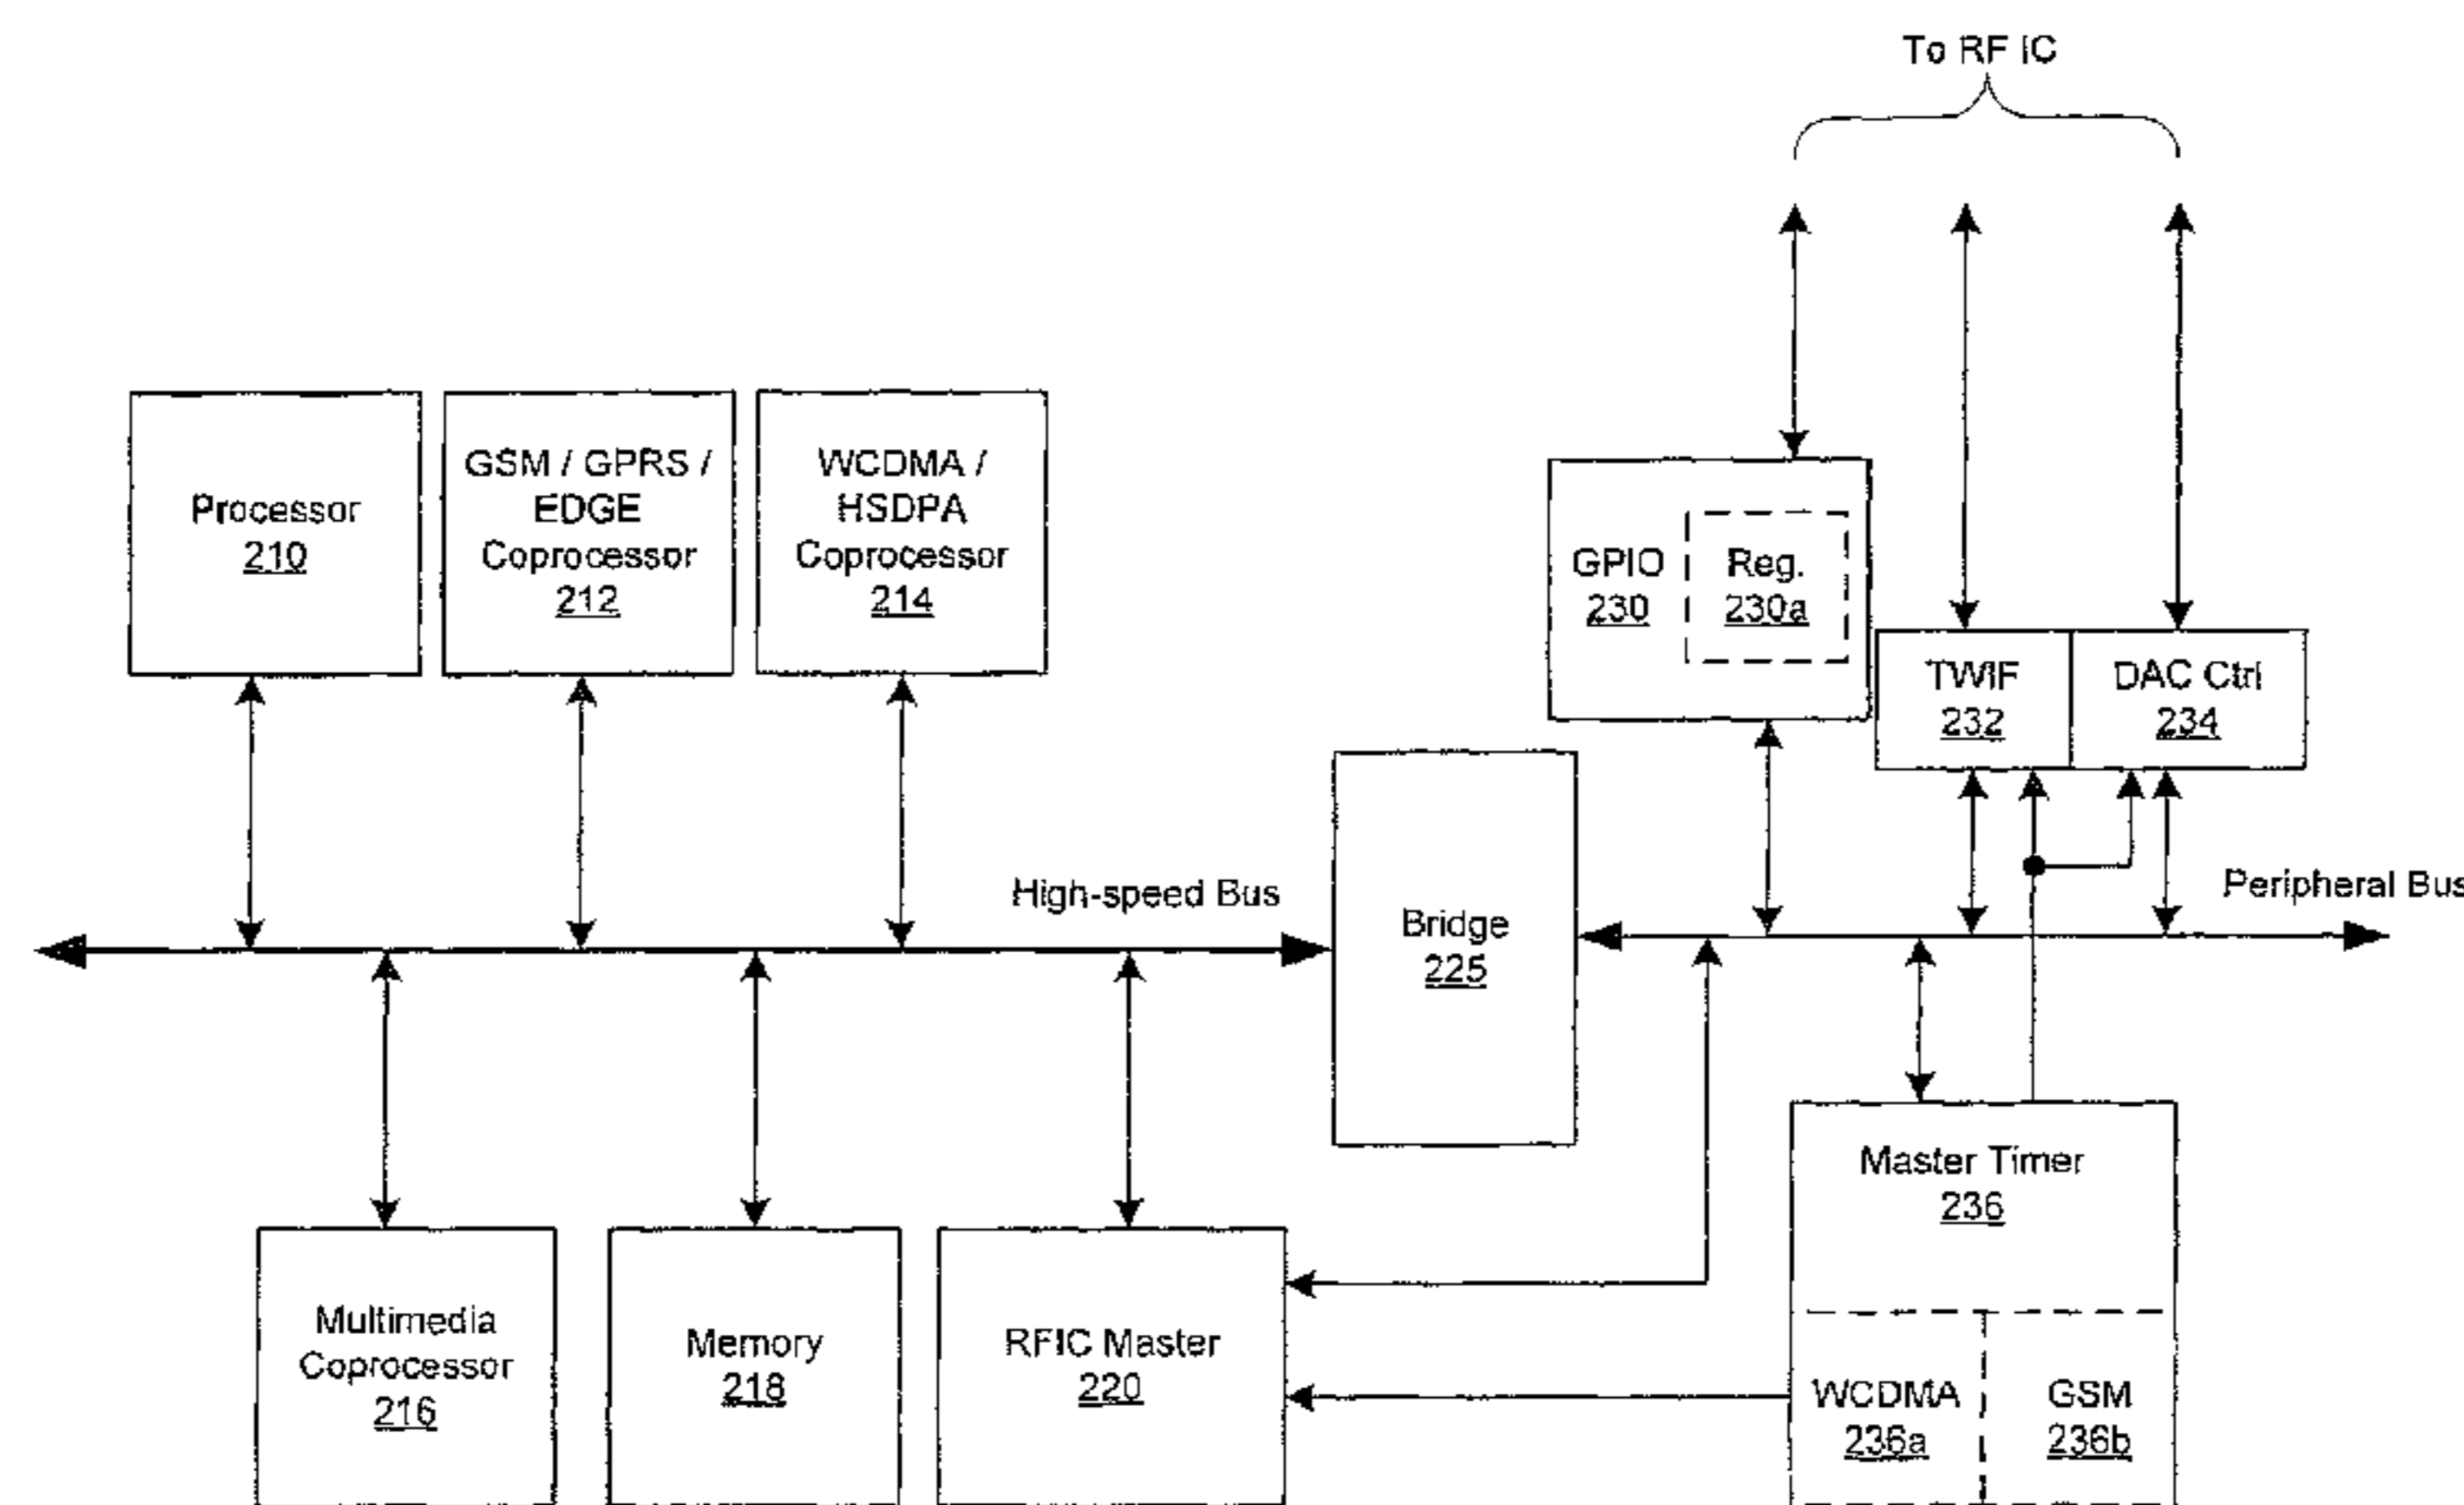 To RF IC
Processor
210
GSM / GPRS /
EDGE
Coprocessor
212
WCDMA /
HSDPA
Coprocessor
214
GPIO
230
Reg.
230a
TWIF
232
DAC Ctrl
234
High-speed Bus
Bridge
225
Peripheral Bus
Multimedia
Coprocessor
216
Memory
218
RFIC Master
220
Master Timer
236
WCDMA
236a
GSM
236b